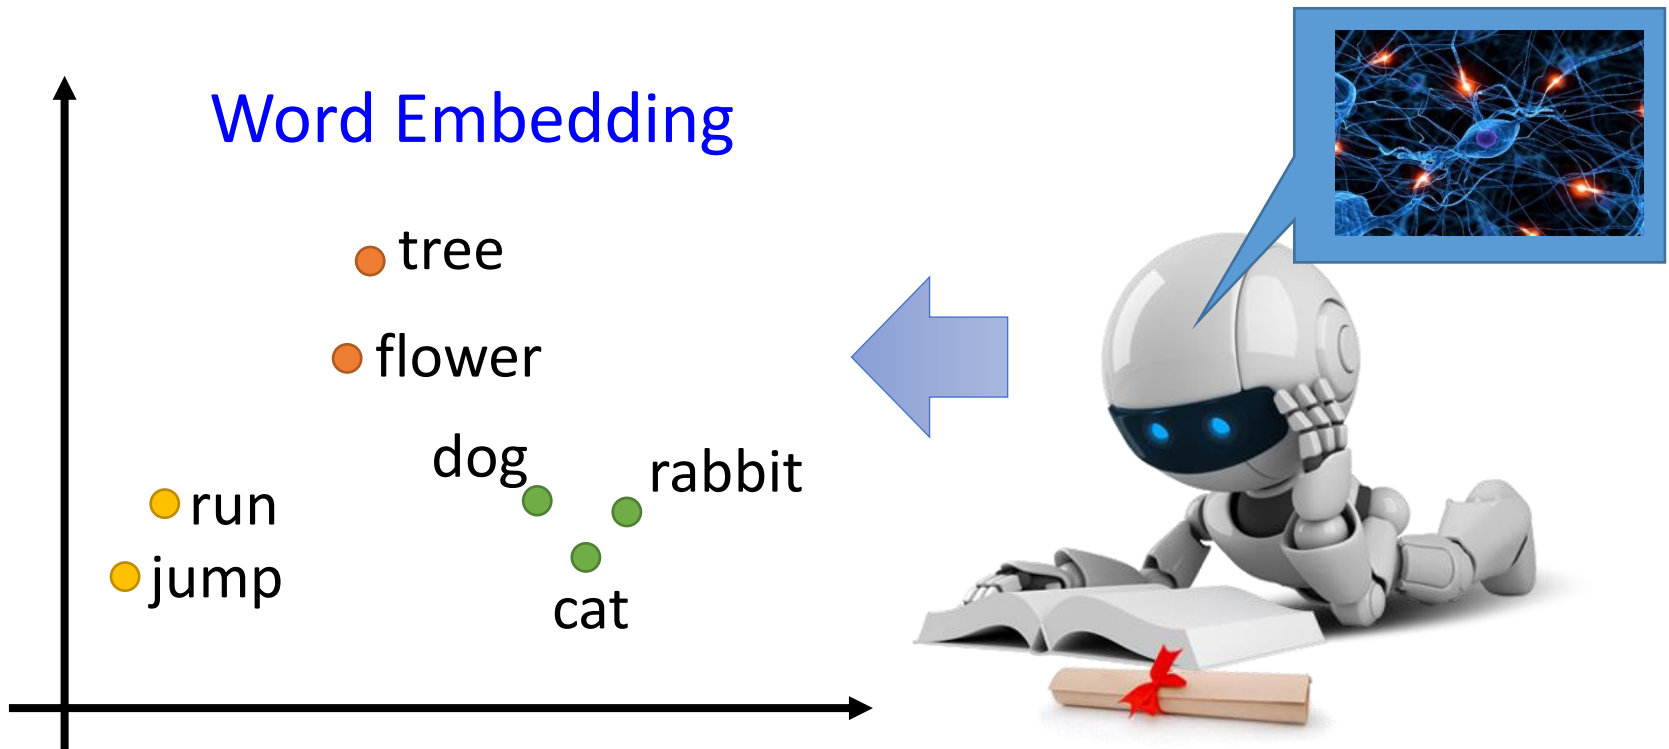 Word Embedding
tree
flower
dog
rabbit
run
jump
cat